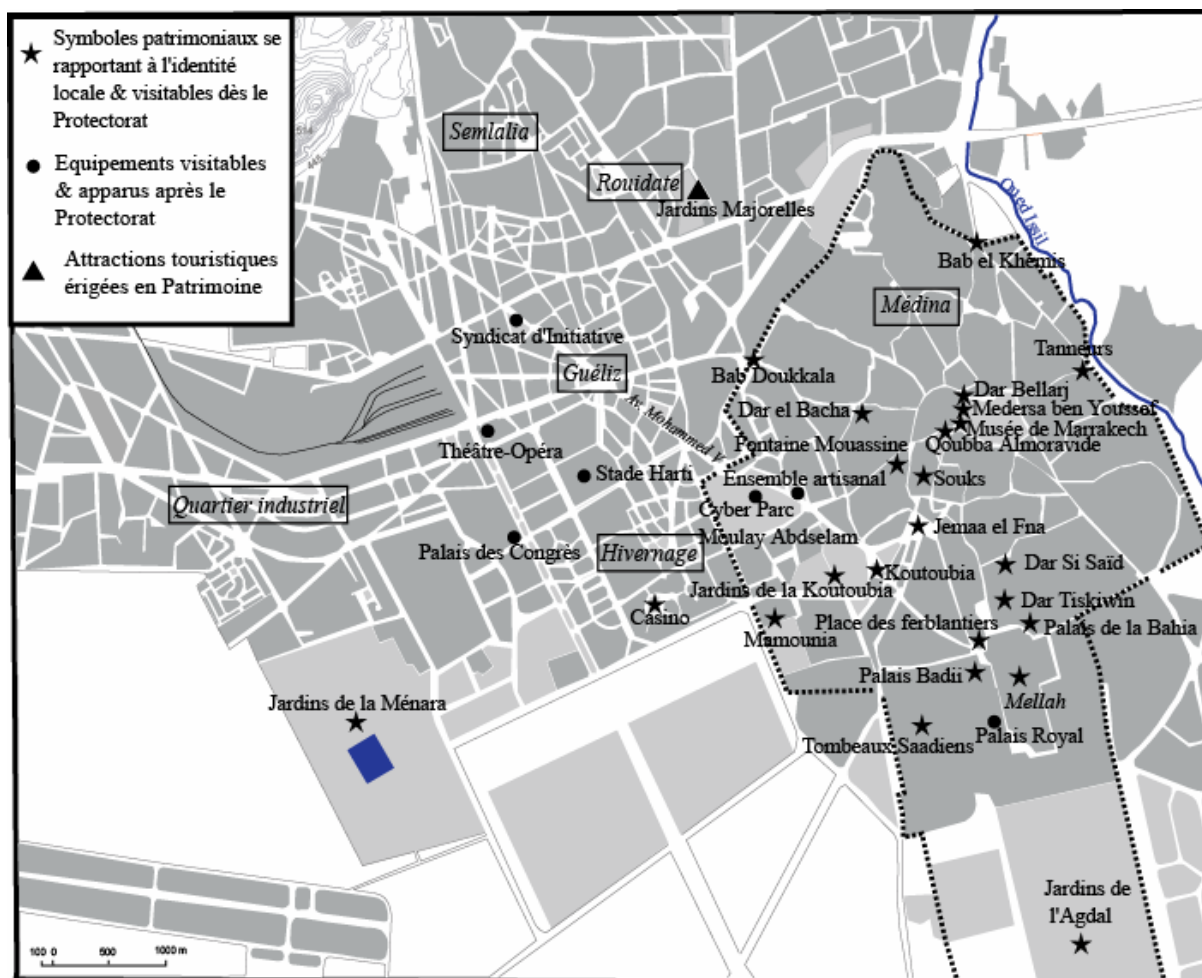 Symboles patrimoniaux se
rapportant à l'identité
locale & visitables dès le
Protectorat
Equipements visitables
& apparus après le
Protectorat
Attractions touristiques
érigées en Patrimoine
514
465
Semlalia
Rouidate
Jardins Majorelles
Oued Issil
Bab el Khémis
Médina
Syndicat d'Initiative
Tanneurs
Guéliz
Bab Doukkala
Dar Bellarj
Av. Mohammed V
Dar el Bacha
Medersa ben Youssef
Musée de Marrakech
Théâtre-Opéra
Fontaine Mouassine
Qoubba Almoravide
Stade Harti
Ensemble artisanal
Souks
Quartier industriel
Cyber Parc
Moulay Abdselam
Jemaa el Fna
Palais des Congrès
Hivernage
Koutoubia
Dar Si Saïd
Jardins de la Koutoubia
Dar Tiskiwin
Casino
Mamounia
Place des ferblantiers
Palais de la Bahia
Palais Badii
Mellah
Jardins de la Ménara
Tombeaux Saadiens
Palais Royal
Jardins de
l'Agdal
100 0 500 1000 m